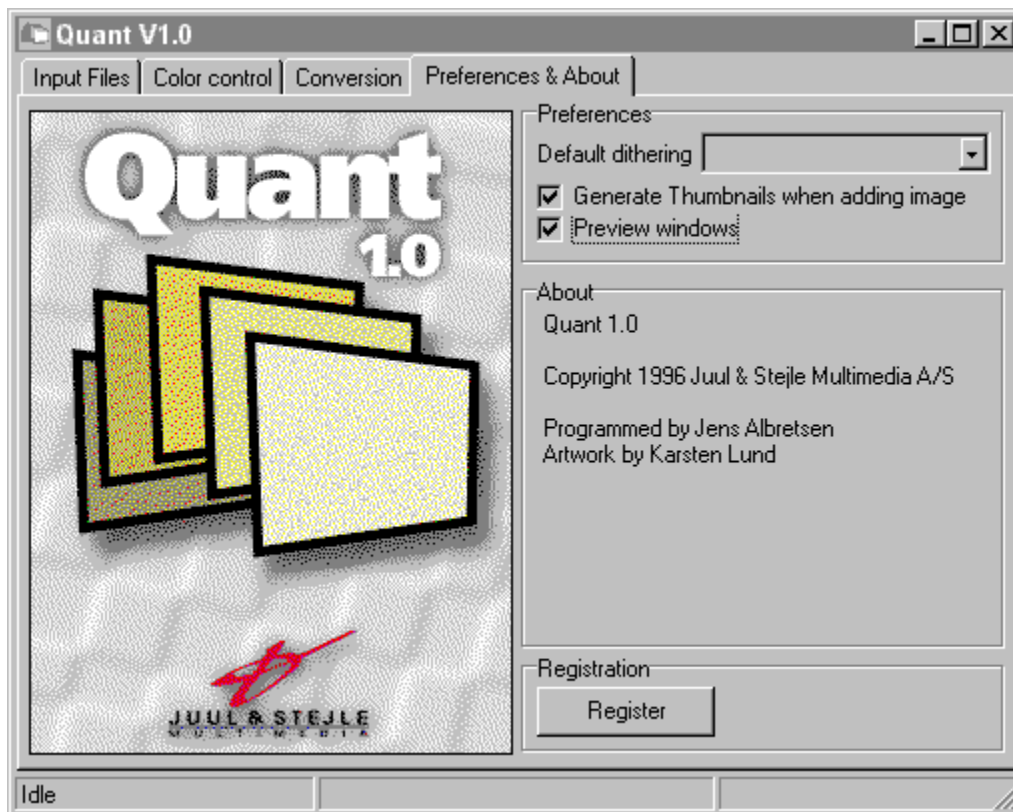 Quant V1.0
Input Files
Color control
Conversion
Preferences & About
Quant
1.0
JUUL & STEJLE
MULTIMEDIA
Preferences
Default dithering
Generate Thumbnails when adding image
Preview windows
About
Quant 1.0
Copyright 1996 Juul & Stejle Multimedia A/S
Programmed by Jens Albretsen
Artwork by Karsten Lund
Registration
Register
Idle